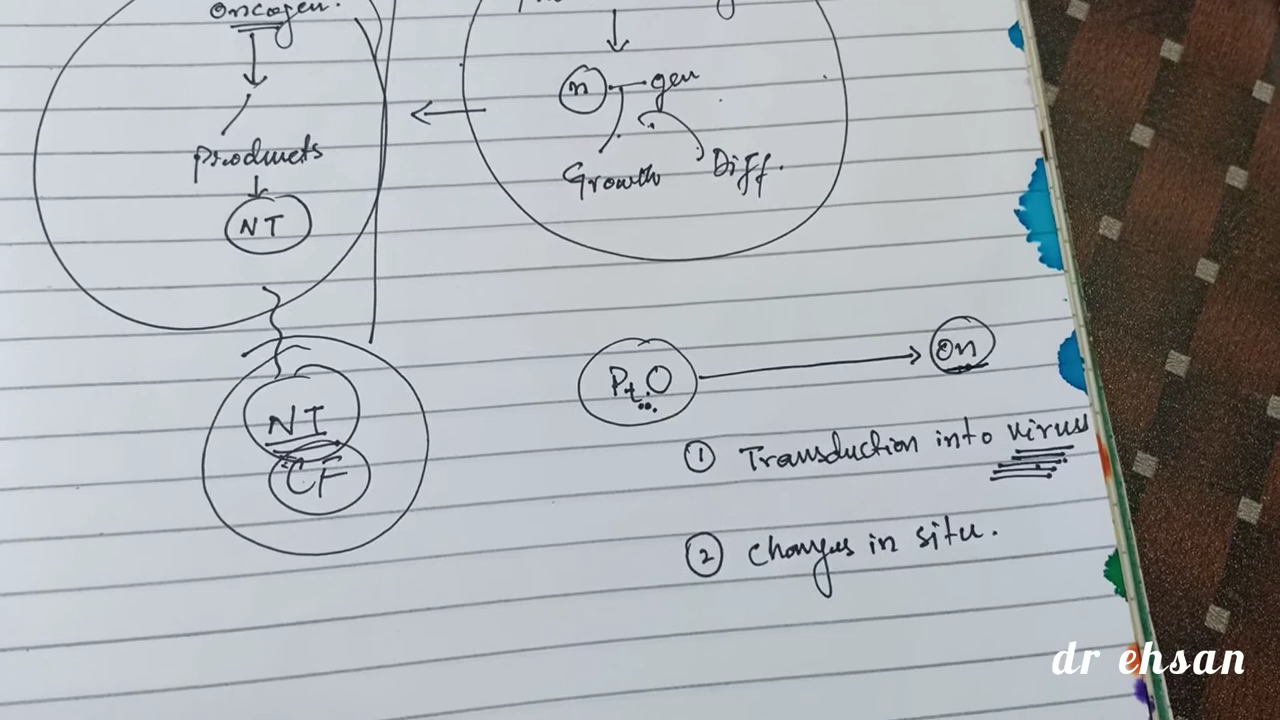 Oncogen.
Products
NT
NT
CF
n
gen
Growth
Diff.
Pt.O
On
① Transduction into virus
② Changes in situ.
dr ehsan